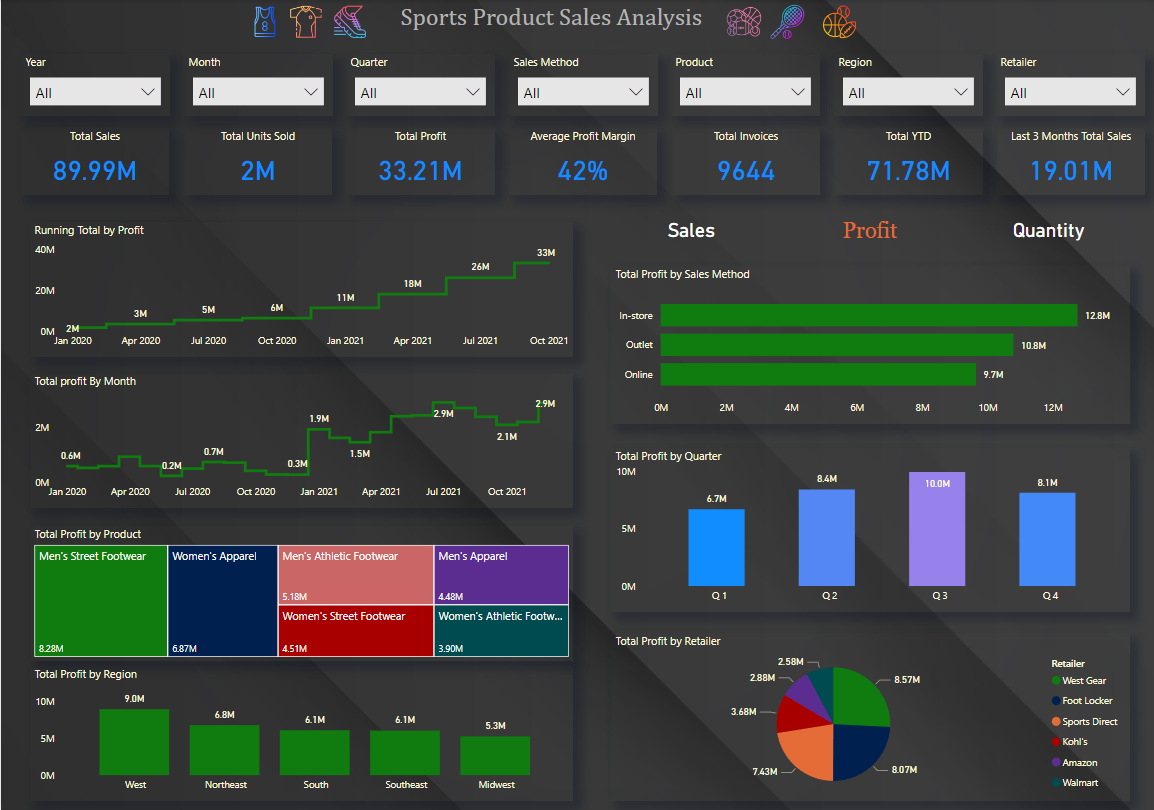 Sports Product Sales Analysis
Year
Month
Quarter
Sales Method
Product
Region
Retailer
All
All
All
All
All
All
All
Total Sales
Total Units Sold
Total Profit
Average Profit Margin
Total Invoices
Total YTD
Last 3 Months Total Sales
89.99M
2M
33.21M
42%
9644
71.78M
19.01M
Running Total by Profit
40M
20M
0M
2M
3M
5M
6M
11M
18M
26M
33M
Jan 2020
Apr 2020
Jul 2020
Oct 2020
Jan 2021
Apr 2021
Jul 2021
Oct 2021
Total profit By Month
2M
0M
0.6M
0.2M
0.7M
0.3M
1.9M
1.5M
2.9M
2.1M
2.9M
Jan 2020
Apr 2020
Jul 2020
Oct 2020
Jan 2021
Apr 2021
Jul 2021
Oct 2021
Total Profit by Product
Men's Street Footwear
8.28M
Women's Apparel
6.87M
Men's Athletic Footwear
5.18M
Women's Street Footwear
4.51M
Men's Apparel
4.48M
Women's Athletic Footw...
3.90M
Total Profit by Region
10M
5M
0M
9.0M
6.8M
6.1M
6.1M
5.3M
West
Northeast
South
Southeast
Midwest
Sales
Profit
Quantity
Total Profit by Sales Method
In-store
12.8M
Outlet
10.8M
Online
9.7M
0M
2M
4M
6M
8M
10M
12M
Total Profit by Quarter
10M
5M
0M
6.7M
8.4M
10.0M
8.1M
Q 1
Q 2
Q 3
Q 4
Total Profit by Retailer
2.58M
2.88M
3.68M
7.43M
8.57M
8.07M
Retailer
West Gear
Foot Locker
Sports Direct
Kohl's
Amazon
Walmart
8